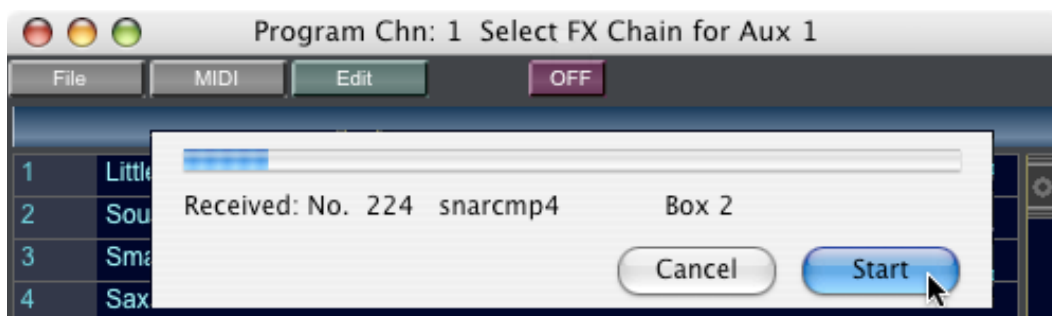 Program Chn: 1 Select FX Chain for Aux 1
File MIDI Edit OFF
1 Little
2 Sou
3 Sma
4 Sax
Received: No. 224 snarcmp4 Box 2
Cancel Start